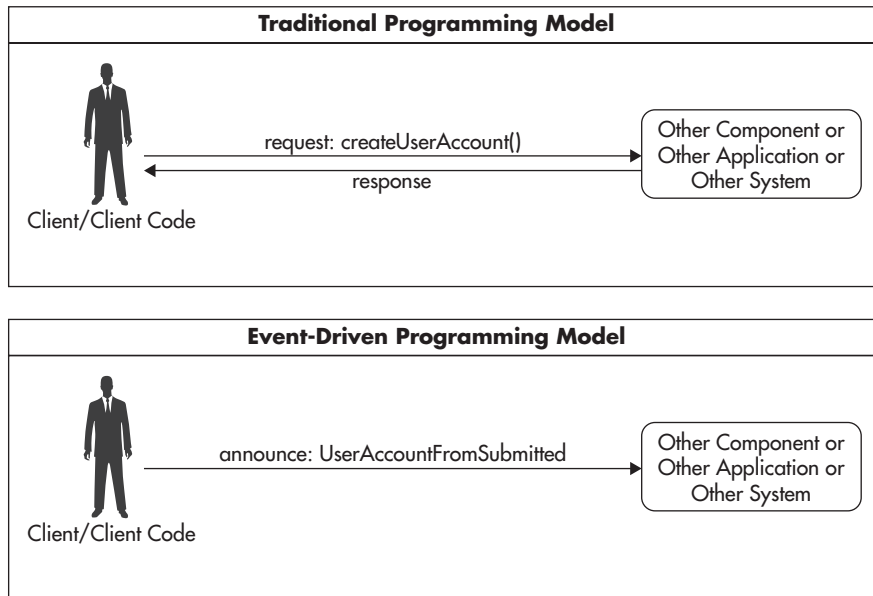 Traditional Programming Model
request: createUserAccount()
response
Client/Client Code
Other Component or
Other Application or
Other System
Event-Driven Programming Model
announce: UserAccountFromSubmitted
Client/Client Code
Other Component or
Other Application or
Other System